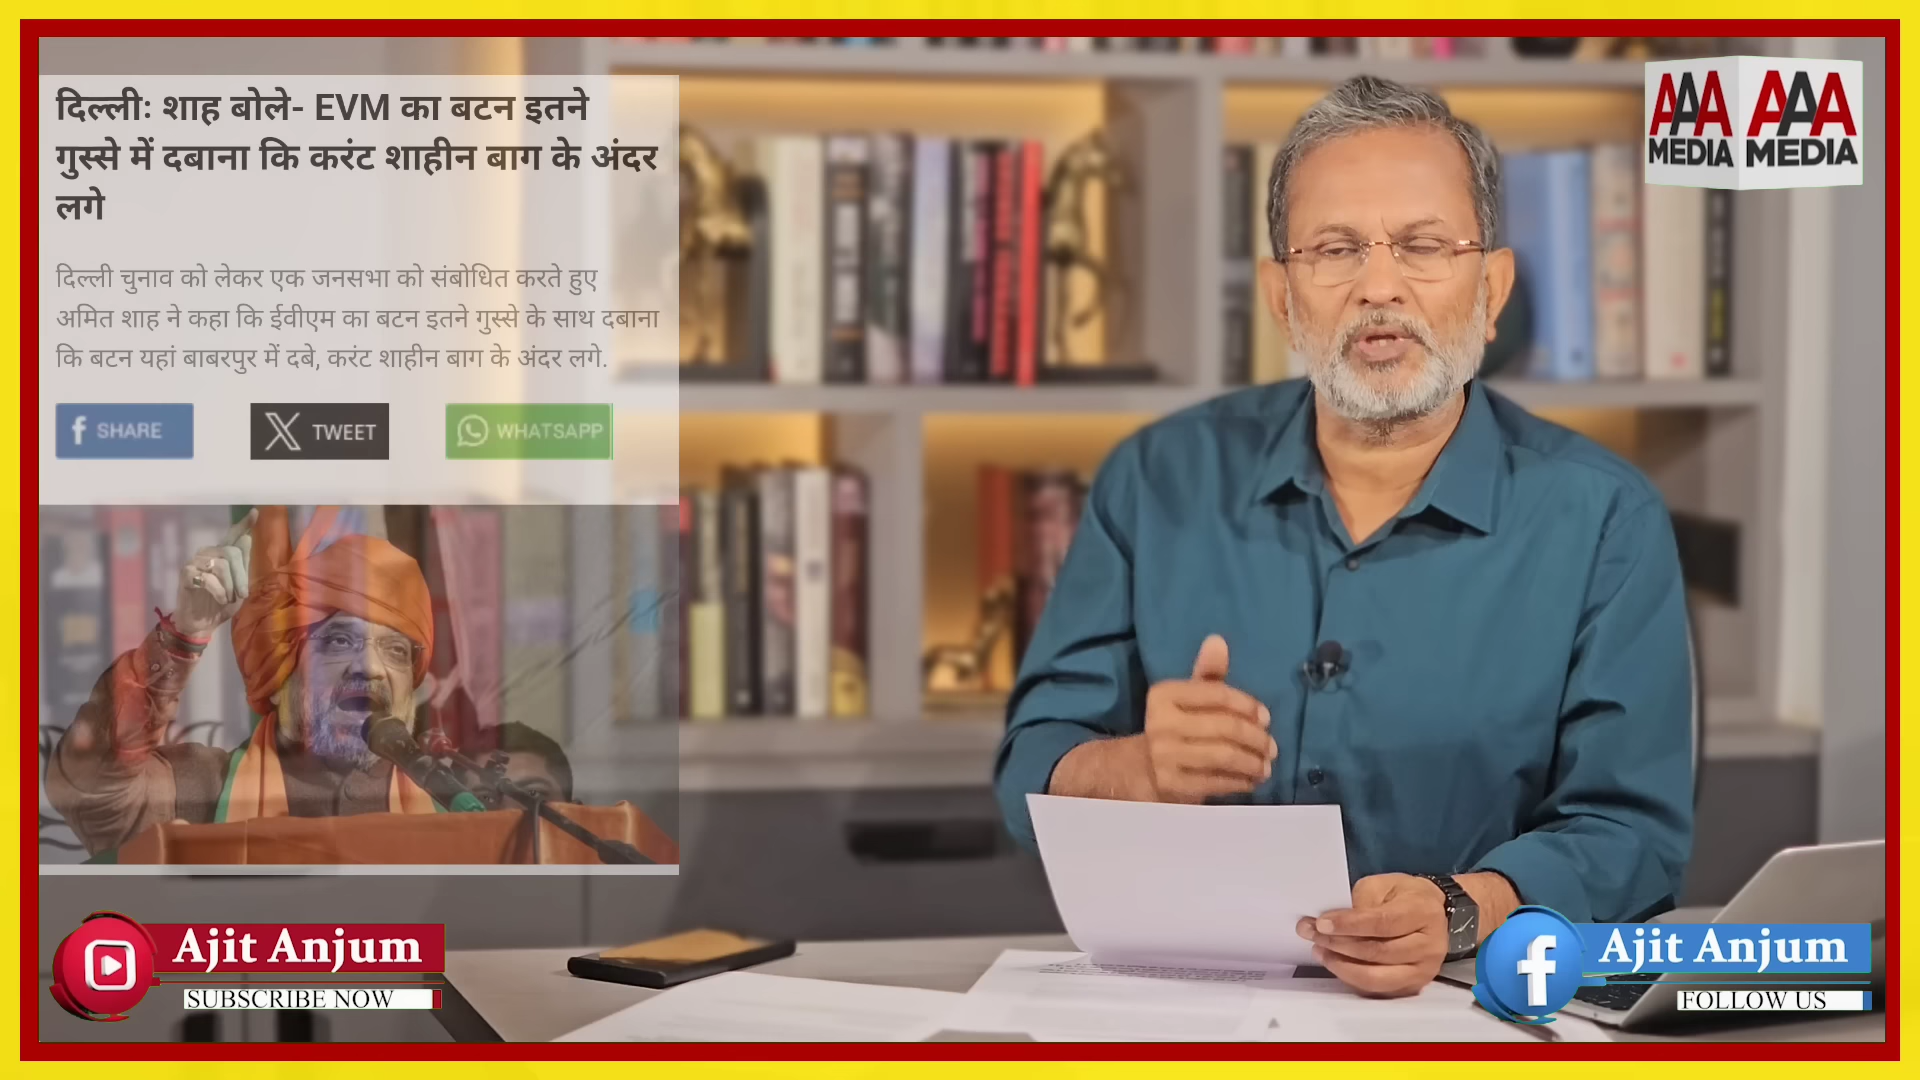 दिल्लीः शाह बोले- EVM का बटन इतने
गुस्से में दबाना कि करंट शाहीन बाग के अंदर
लगे
दिल्ली चुनाव को लेकर एक जनसभा को संबोधित करते हुए
अमित शाह ने कहा कि ईवीएम का बटन इतने गुस्से के साथ दबाना
कि बटन यहां बाबरपुर में दबे, करंट शाहीन बाग के अंदर लगे.
SHARE
TWEET
WHATSAPP
AAA
MEDIA
AAA
MEDIA
Ajit Anjum
SUBSCRIBE NOW
Ajit Anjum
FOLLOW US